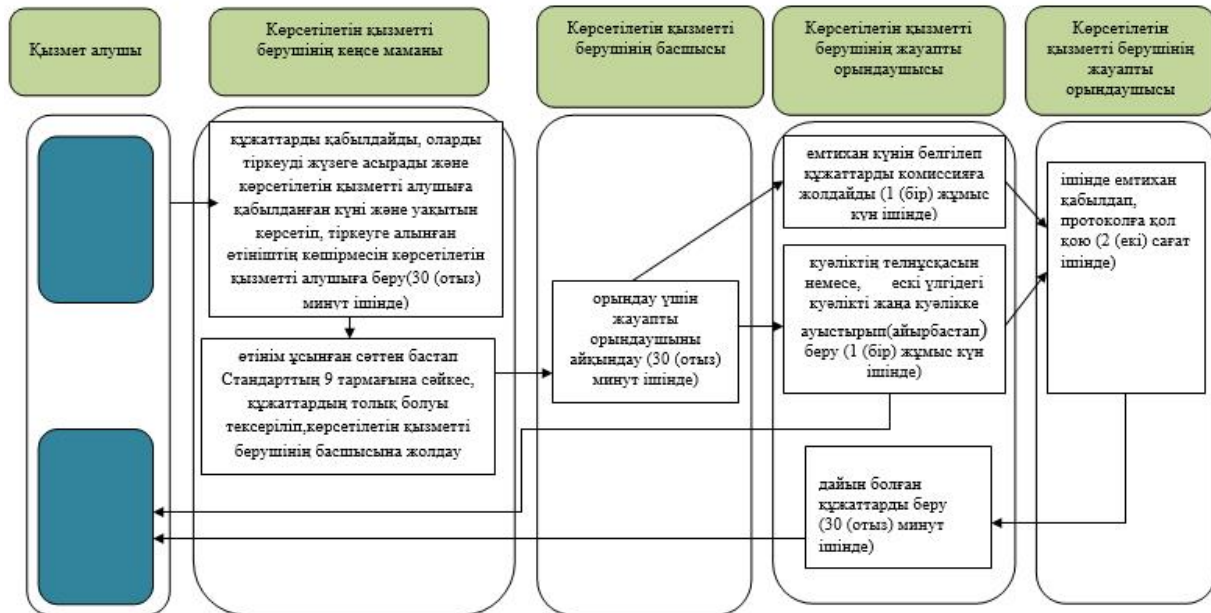 Қызмет алушы
Көрсетілетін қызметті
берушінің кеңсе маманы
Көрсетілетін қызметті
берушінің басшысы
Көрсетілетін қызметті
берушінің жауапты
орындаушысы
Көрсетілетін
қызметті берушінің
жауапты
орындаушысы
құжаттарды қабылдайды, оларды
тіркеуді жүзеге асырады және
көрсетілетін қызметті алушыға
қабылданған күні және уақытын
көрсетіп, тіркеуге алынған
өтініштің көшірмесін көрсетілетін
қызметті алушыға беру(30 (отыз)
минут ішінде)
өтінім ұсынған сәттен бастап
Стандарттың 9 тармағына сәйкес,
құжаттардың толық болуы
тексеріліп,көрсетілетін қызметті
берушінің басшысына жолдау
орындау үшін
жауапты
орындаушыны
айқындау (30 (отыз)
минут ішінде)
емтихан күнін белгілеп
құжаттарды комиссияға
жолдайды (1 (бір) жұмыс
күн ішінде)
куәліктің телнұсқасын
немесе, ескі үлгідегі
куәлікті жаңа куәлікке
ауыстырып(айырбастап)
беру (1 (бір) жұмыс күн
ішінде)
ішінде емтихан
қабылдап,
протоколға қол
қою (2 (екі) сағат
ішінде)
дайын болған
құжаттарды беру
(30 (отыз) минут
ішінде)